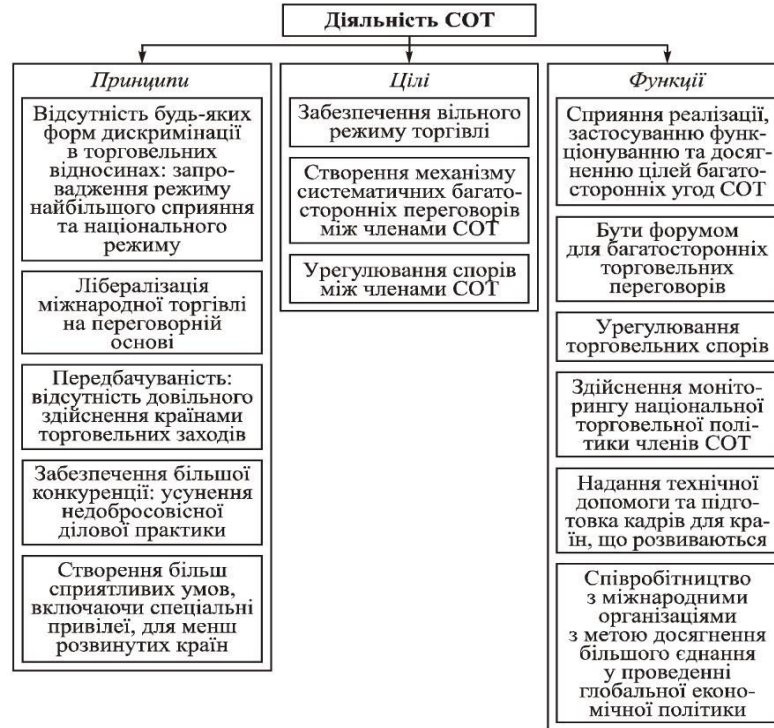 Діяльність СОТ
Принципи
Відсутність будь-яких
форм дискримінації
в торговельних
відносинах: запро-
вадження режиму
найбільшого сприяння
та національного
режиму
Лібералізація
міжнародної торгівлі
на переговорній
основі
Передбачуваність:
відсутність довільного
здійснення країнами
торговельних заходів
Забезпечення більшої
конкуренції: усунення
недобросовісної
ділової практики
Створення більш
сприятливих умов,
включаючи спеціальні
привілеї, для менш
розвинутих країн
Цілі
Забезпечення вільного
режиму торгівлі
Створення механізму
систематичних багато-
сторонніх переговорів
між членами СОТ
Урегулювання спорів
між членами СОТ
Функції
Сприяння реалізації,
застосуванню функ-
ціонуванню та дося-
гненню цілей багато-
сторонніх угод СОТ
Бути форумом
для багатосторонніх
торговельних
переговорів
Урегулювання
торговельних спорів
Здійснення моніто-
рингу національної
торговельної полі-
тики членів СОТ
Надання технічної
допомоги та підго-
товка кадрів для кра-
їн, що розвиваються
Співробітництво
з міжнародними
організаціями
з метою досягнення
більшого єднання
у проведенні
глобальної еконо-
мічної політики